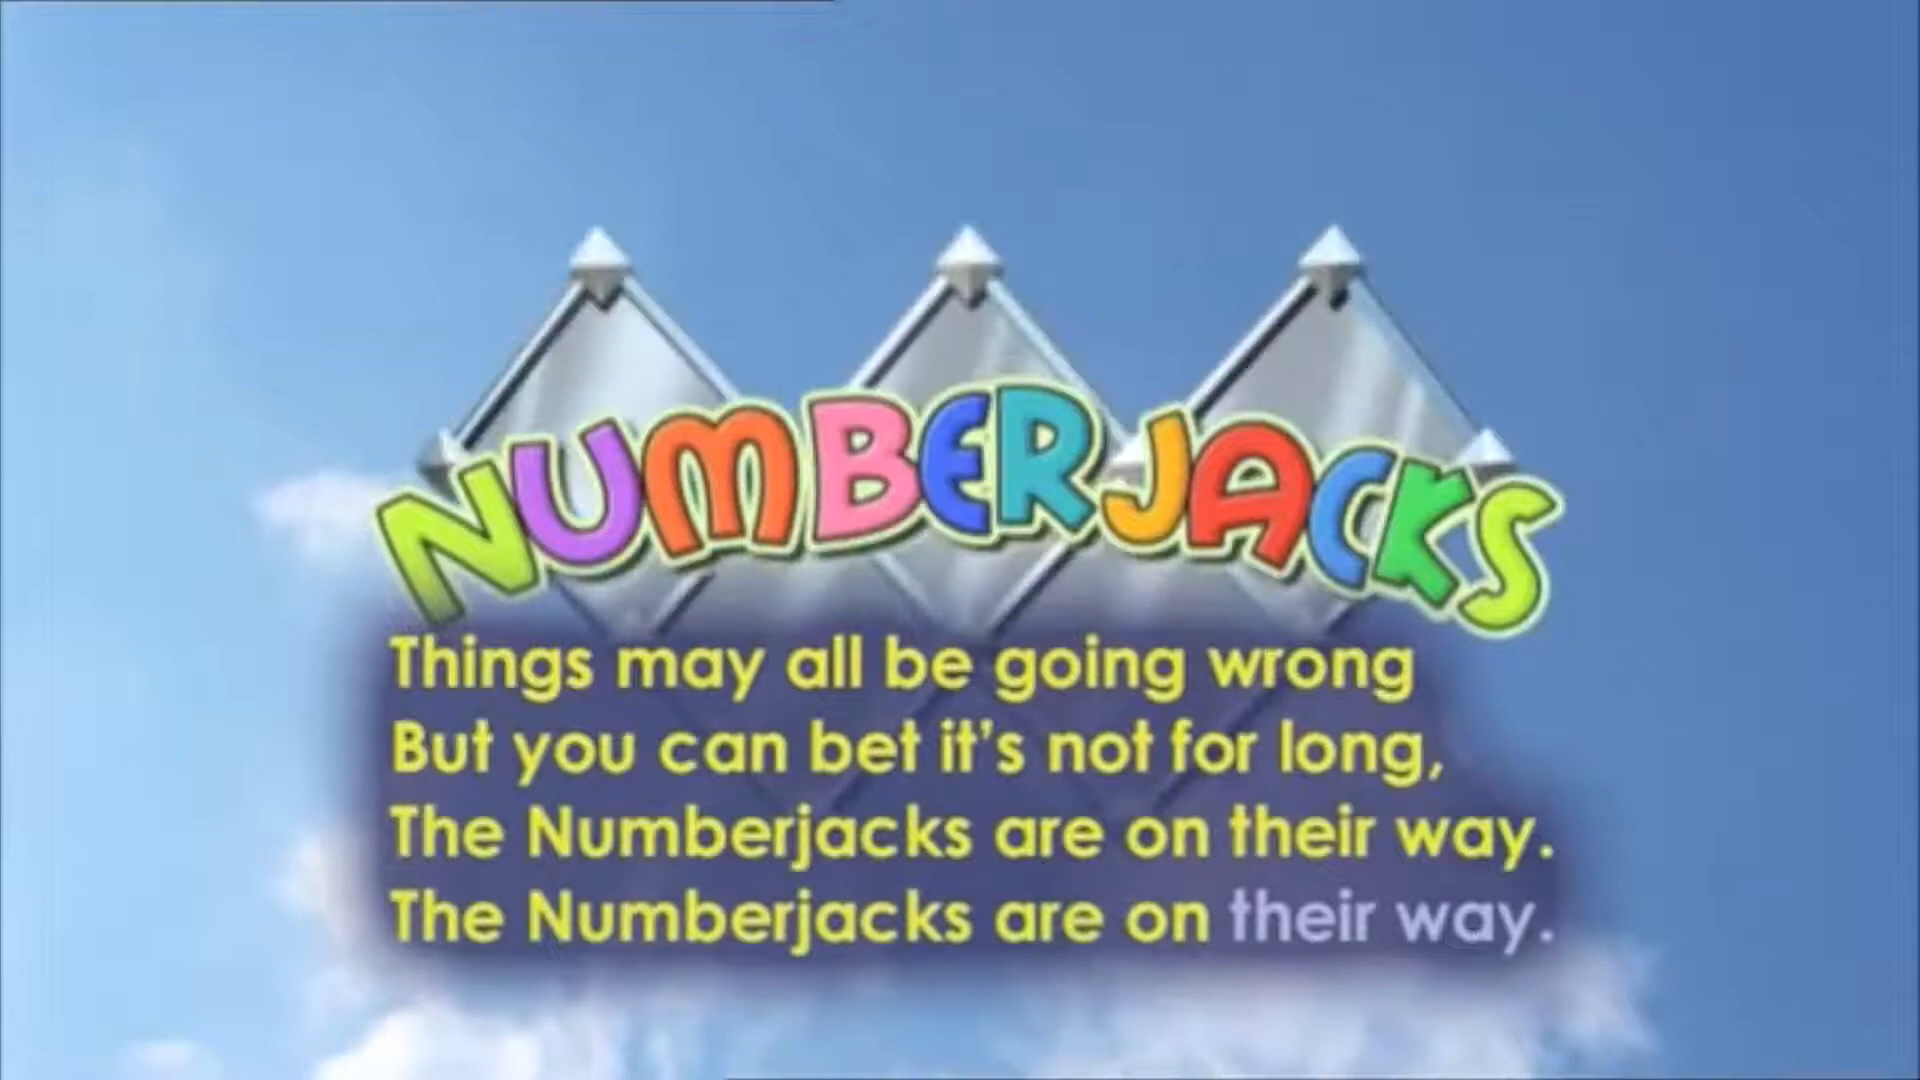 NUMBERJACKS
Things may all be going wrong
But you can bet it's not for long,
The Numberjacks are on their way.
The Numberjacks are on their way.